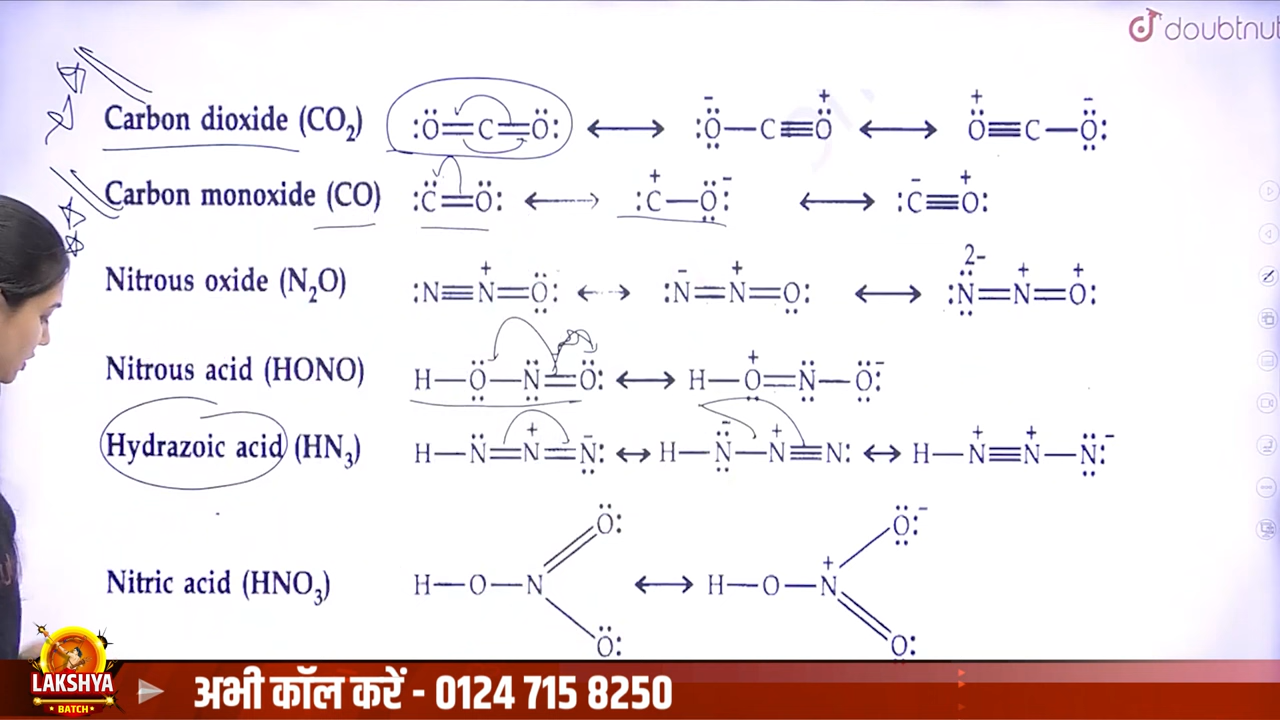 doubtnut
Carbon dioxide (CO₂) :Ö=C=Ö: ⟷ :Ö⁻—C≡Ö⁺ ⟷ Ö⁺≡C—Ö:⁻
Carbon monoxide (CO) :C̈=Ö: ⟷ :C⁺—Ö:⁻ ⟷ :C⁻≡O⁺:
Nitrous oxide (N₂O) :N≡N⁺=Ö: ⟷ :N̈⁻=N⁺=O: ⟷ :N̈²⁻=N⁺=O⁺:
Nitrous acid (HONO) H—Ö—N̈=Ö: ⟷ H—Ö⁺=N̈—Ö:⁻
Hydrazoic acid (HN₃) H—N̈=N⁺=N̈:⁻ ⟷ H—N̈⁻—N⁺≡N: ⟷ H—N⁺≡N⁺—N̈:⁻
Ö: Ö:⁻
Nitric acid (HNO₃) H—O—N ⟷ H—O—N⁺
Ö: O:
LAKSHYA
BATCH
अभी कॉल करें - 0124 715 8250